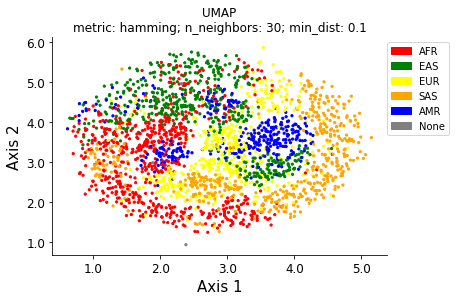 UMAP
metric: hamming; n_neighbors: 30; min_dist: 0.1
6.0
5.0
4.0
3.0
2.0
1.0
Axis 2
1.0 2.0 3.0 4.0 5.0
Axis 1
AFR
EAS
EUR
SAS
AMR
None